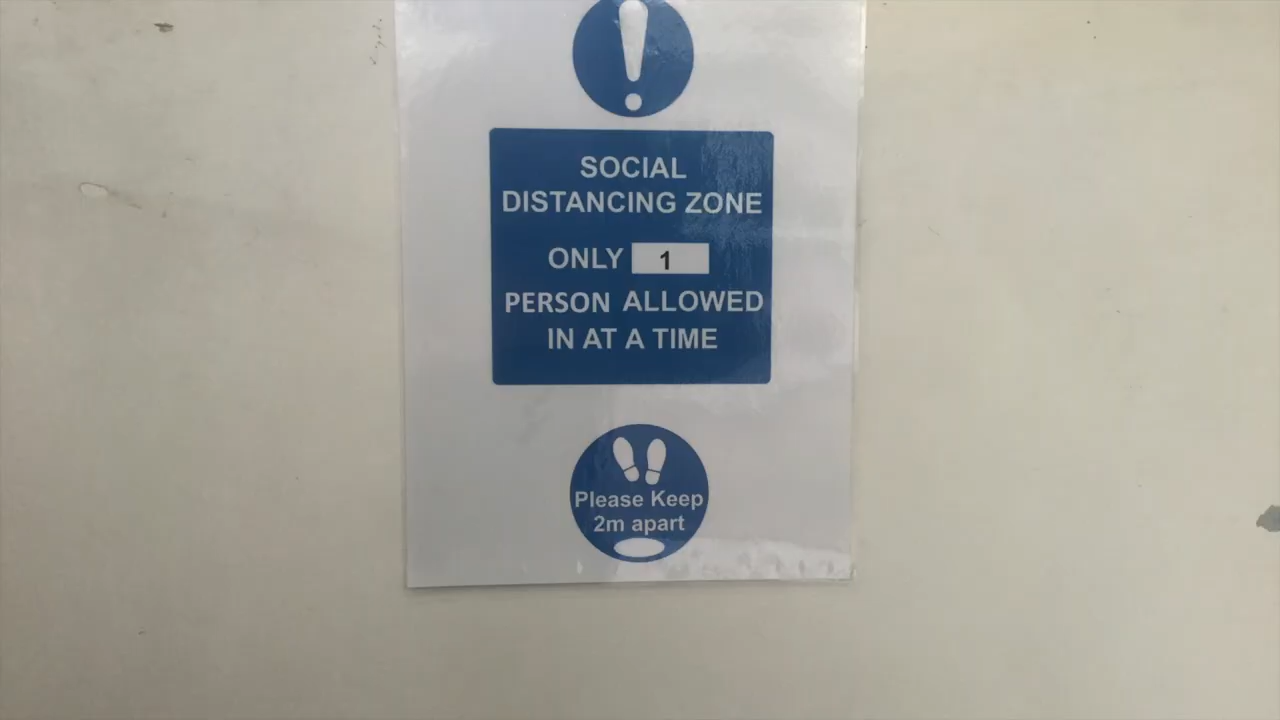 SOCIAL
DISTANCING ZONE
ONLY 1
PERSON ALLOWED
IN AT A TIME
Please Keep
2m apart